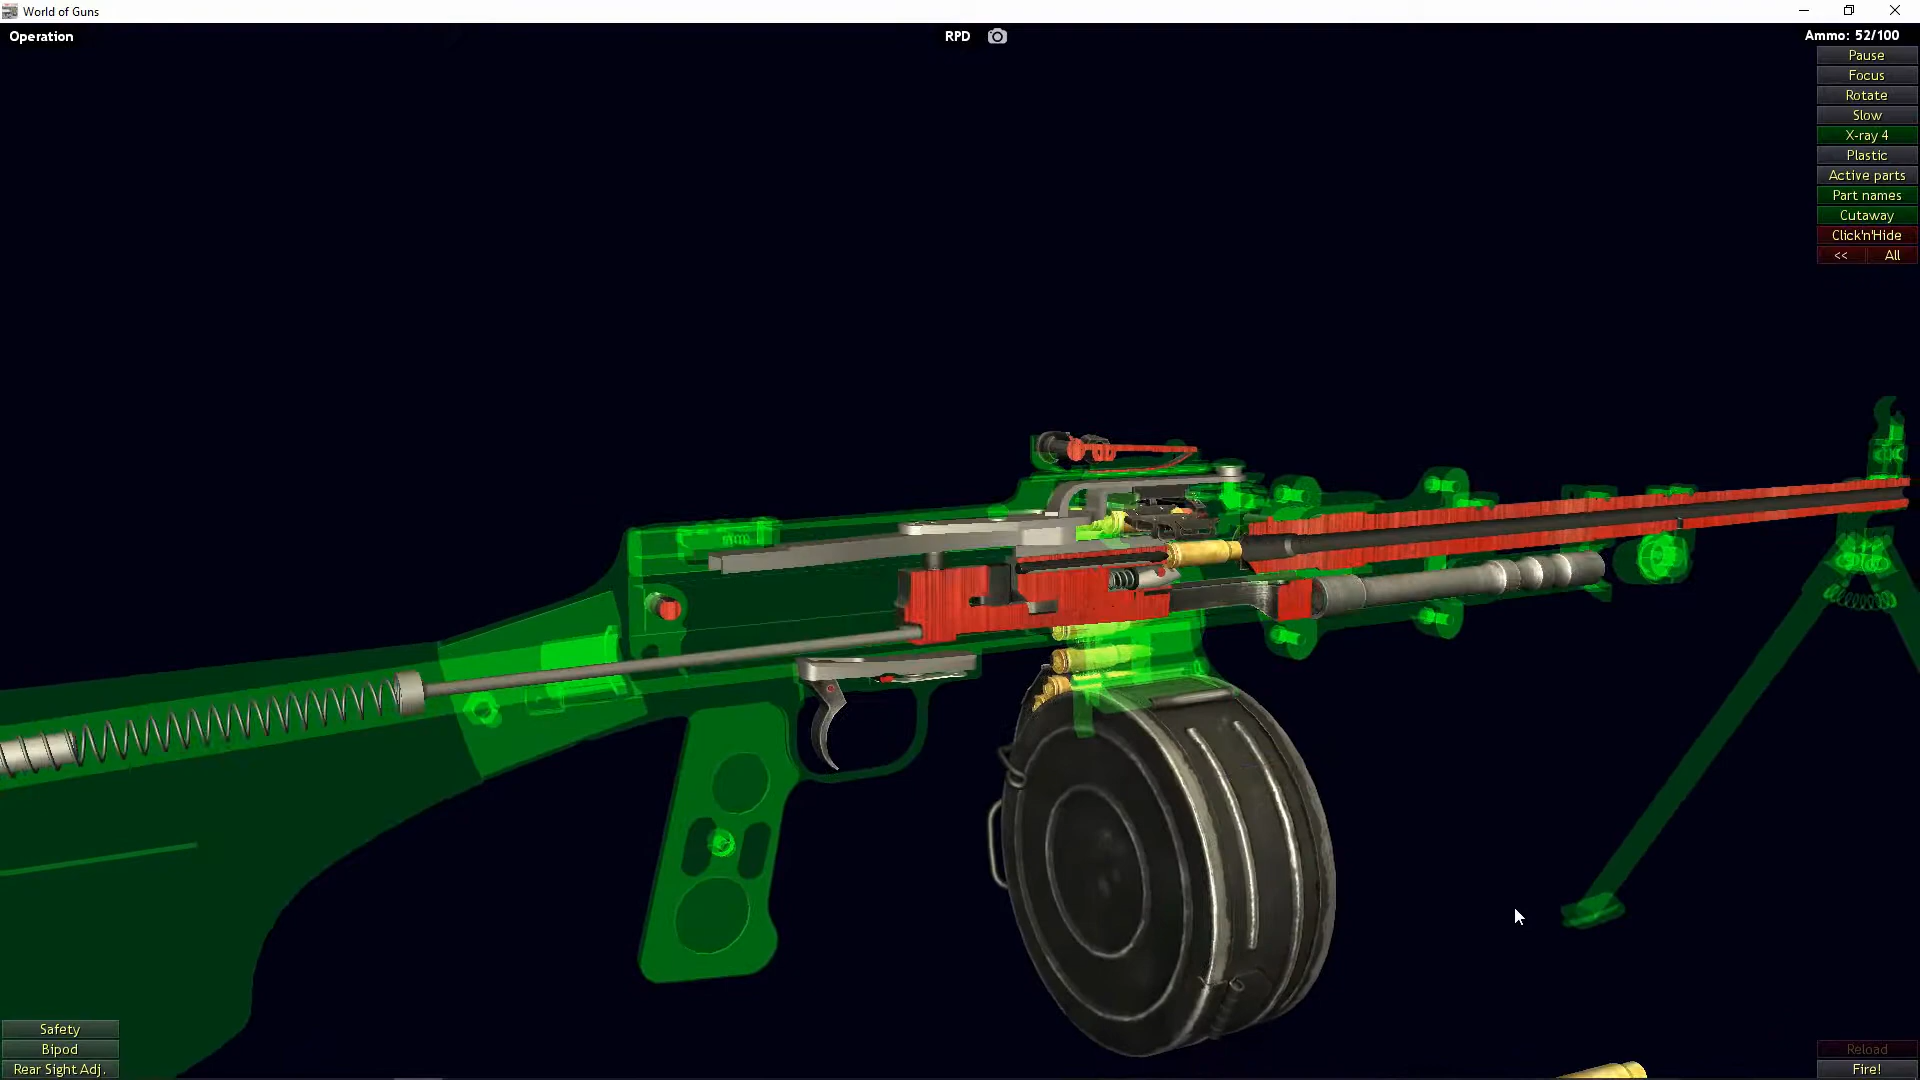 World of Guns
Operation
RPD
Ammo: 52/100
Pause
Focus
Rotate
Slow
X-ray 4
Plastic
Active parts
Part names
Cutaway
Click'n'Hide
<< All
Safety
Bipod
Rear Sight Adj.
Reload
Fire!